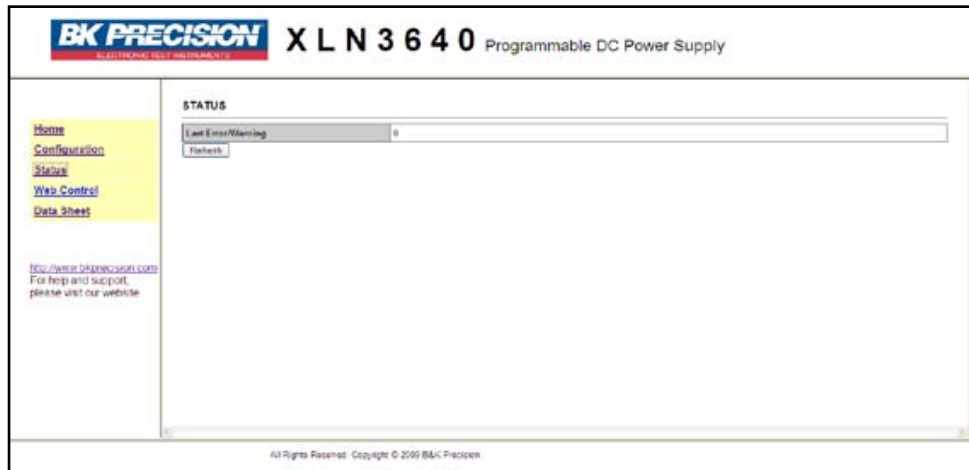 BK PRECISION
ELECTRONIC TEST INSTRUMENTS
XLN3640 Programmable DC Power Supply
STATUS
Last Error/Warning 0
Refresh
Home
Configuration
Status
Web Control
Data Sheet
http://www.bkprecision.com
For help and support,
please visit our website
All Rights Reserved. Copyright © 2009 B&K Precision